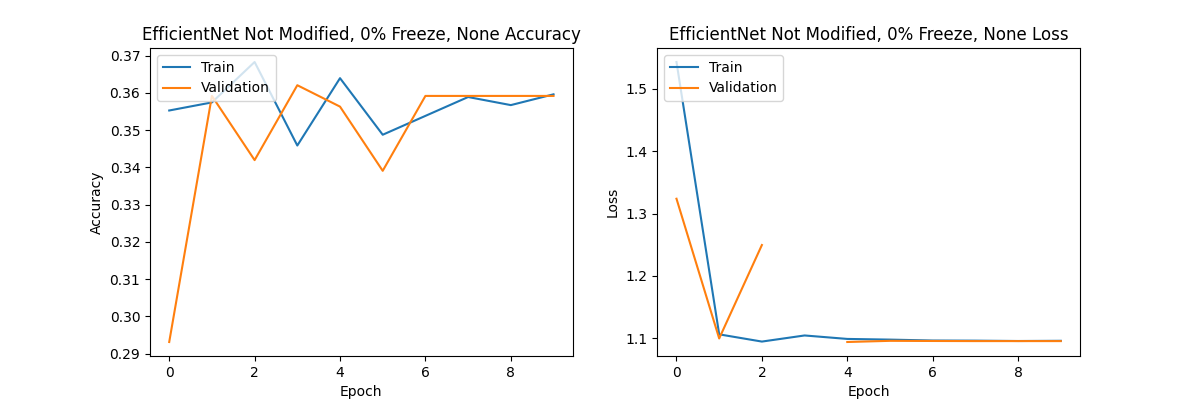 EfficientNet Not Modified, 0% Freeze, None Accuracy
0.37
0.36
0.35
0.34
0.33
0.32
0.31
0.30
0.29
Accuracy
Train
Validation
0
2
4
6
8
Epoch
EfficientNet Not Modified, 0% Freeze, None Loss
1.5
1.4
1.3
1.2
1.1
Loss
Train
Validation
0
2
4
6
8
Epoch